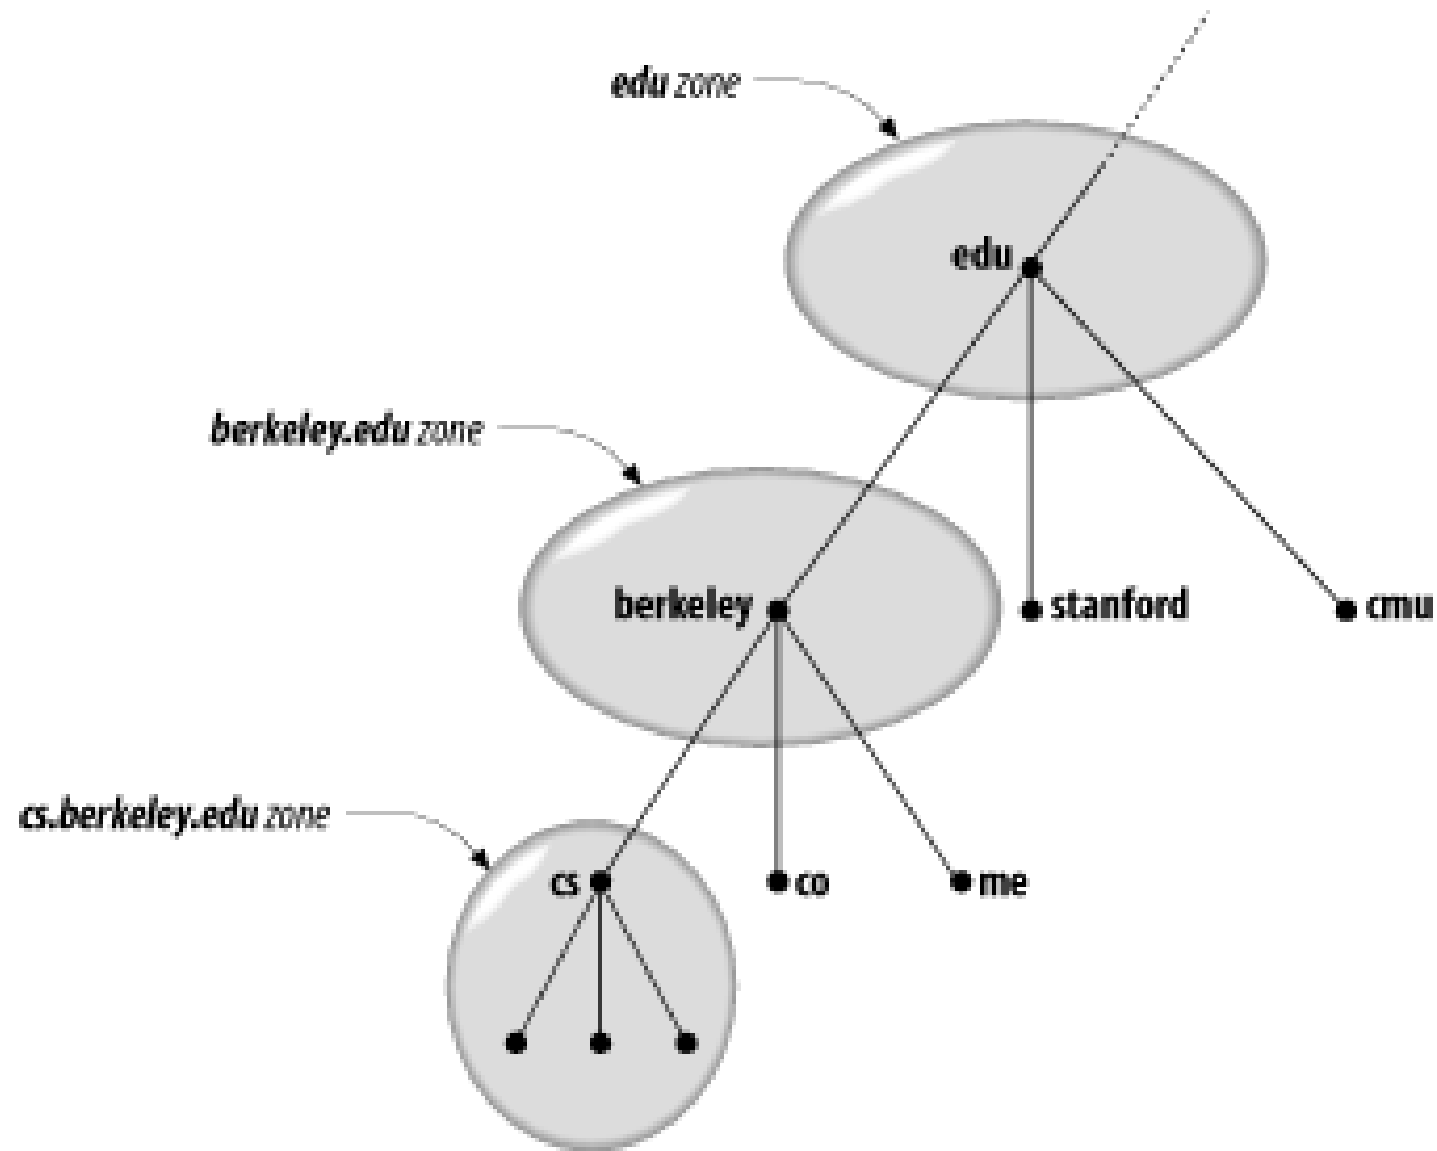 edu zone
edu
berkeley.edu zone
berkeley
stanford
cmu
cs.berkeley.edu zone
cs
co
me